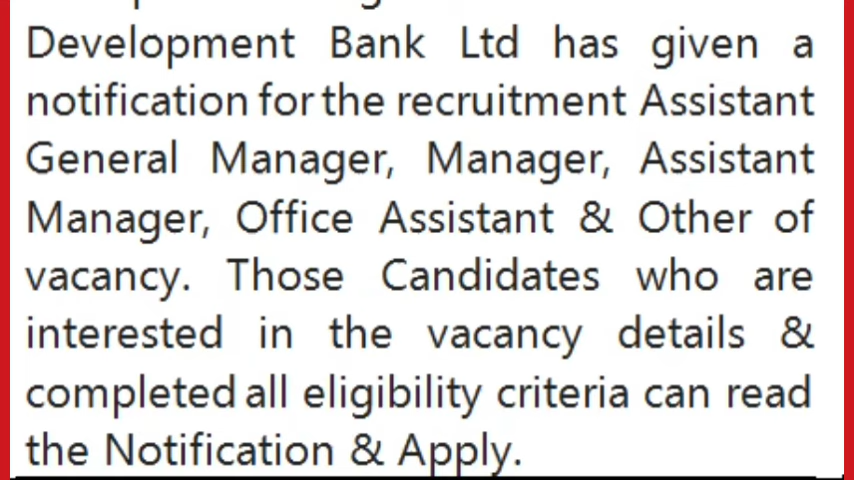 Development Bank Ltd has given a
notification for the recruitment Assistant
General Manager, Manager, Assistant
Manager, Office Assistant & Other of
vacancy. Those Candidates who are
interested in the vacancy details &
completed all eligibility criteria can read
the Notification & Apply.